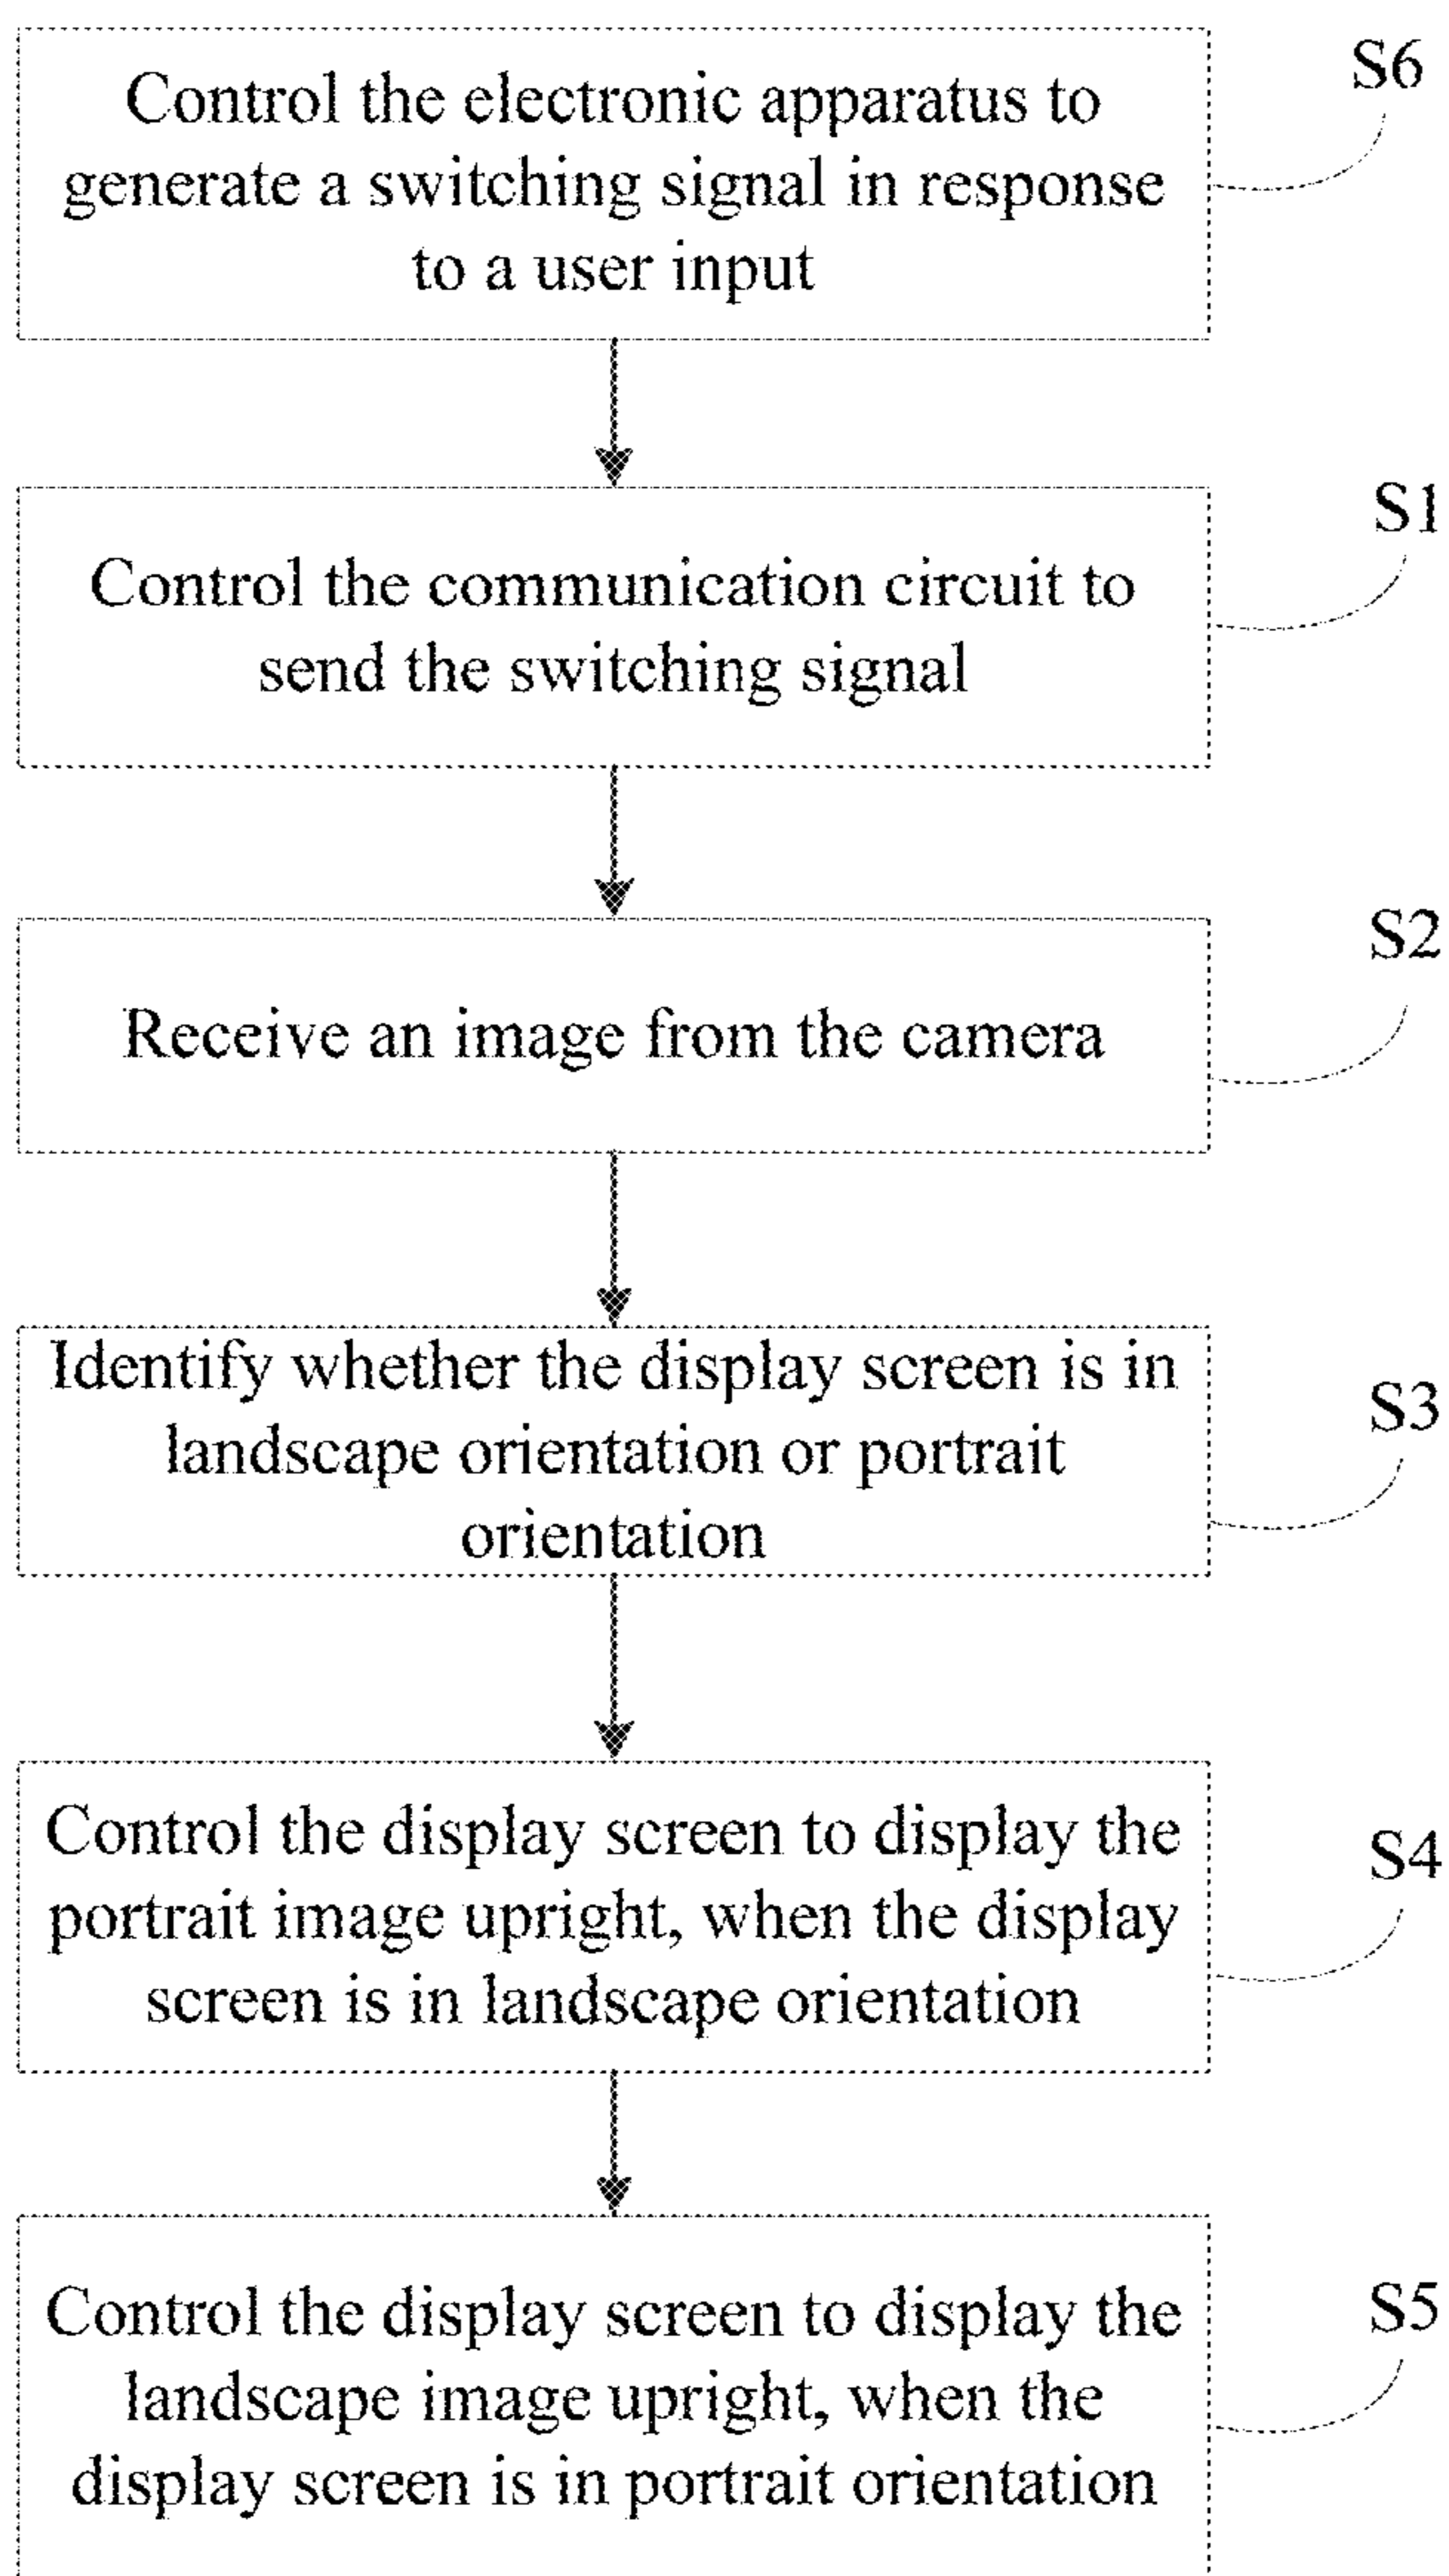 Control the electronic apparatus to
generate a switching signal in response
to a user input
S6
Control the communication circuit to
send the switching signal
S1
Receive an image from the camera
S2
Identify whether the display screen is in
landscape orientation or portrait
orientation
S3
Control the display screen to display the
portrait image upright, when the display
screen is in landscape orientation
S4
Control the display screen to display the
landscape image upright, when the
display screen is in portrait orientation
S5